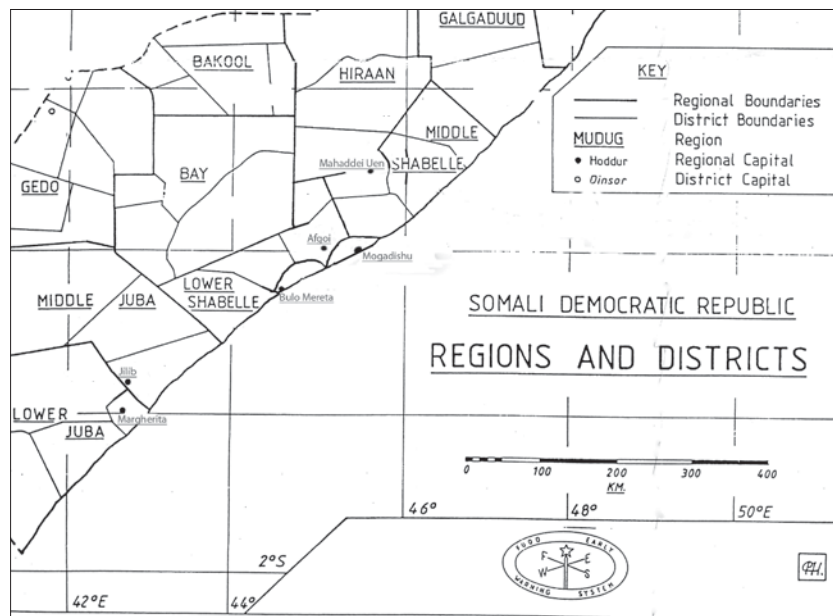 GALGADUUD
BAKOOL
HIRAAN
KEY
Regional Boundaries
District Boundaries
MUDUG Region
Hoddur Regional Capital
Oinsor District Capital
MIDDLE
SHABELLE
Mahaddei Uen
BAY
GEDO
Afgoi
Mogadishu
LOWER
SHABELLE
Bulo Mereta
MIDDLE JUBA
SOMALI DEMOCRATIC REPUBLIC
REGIONS AND DISTRICTS
Jilib
Margherita
LOWER
JUBA
0 100 200 300 400
KM.
46° 48° 50°E
2°S
42°E 44°
FOOD EARLY
F E
W S
WARNING SYSTEM
PH.